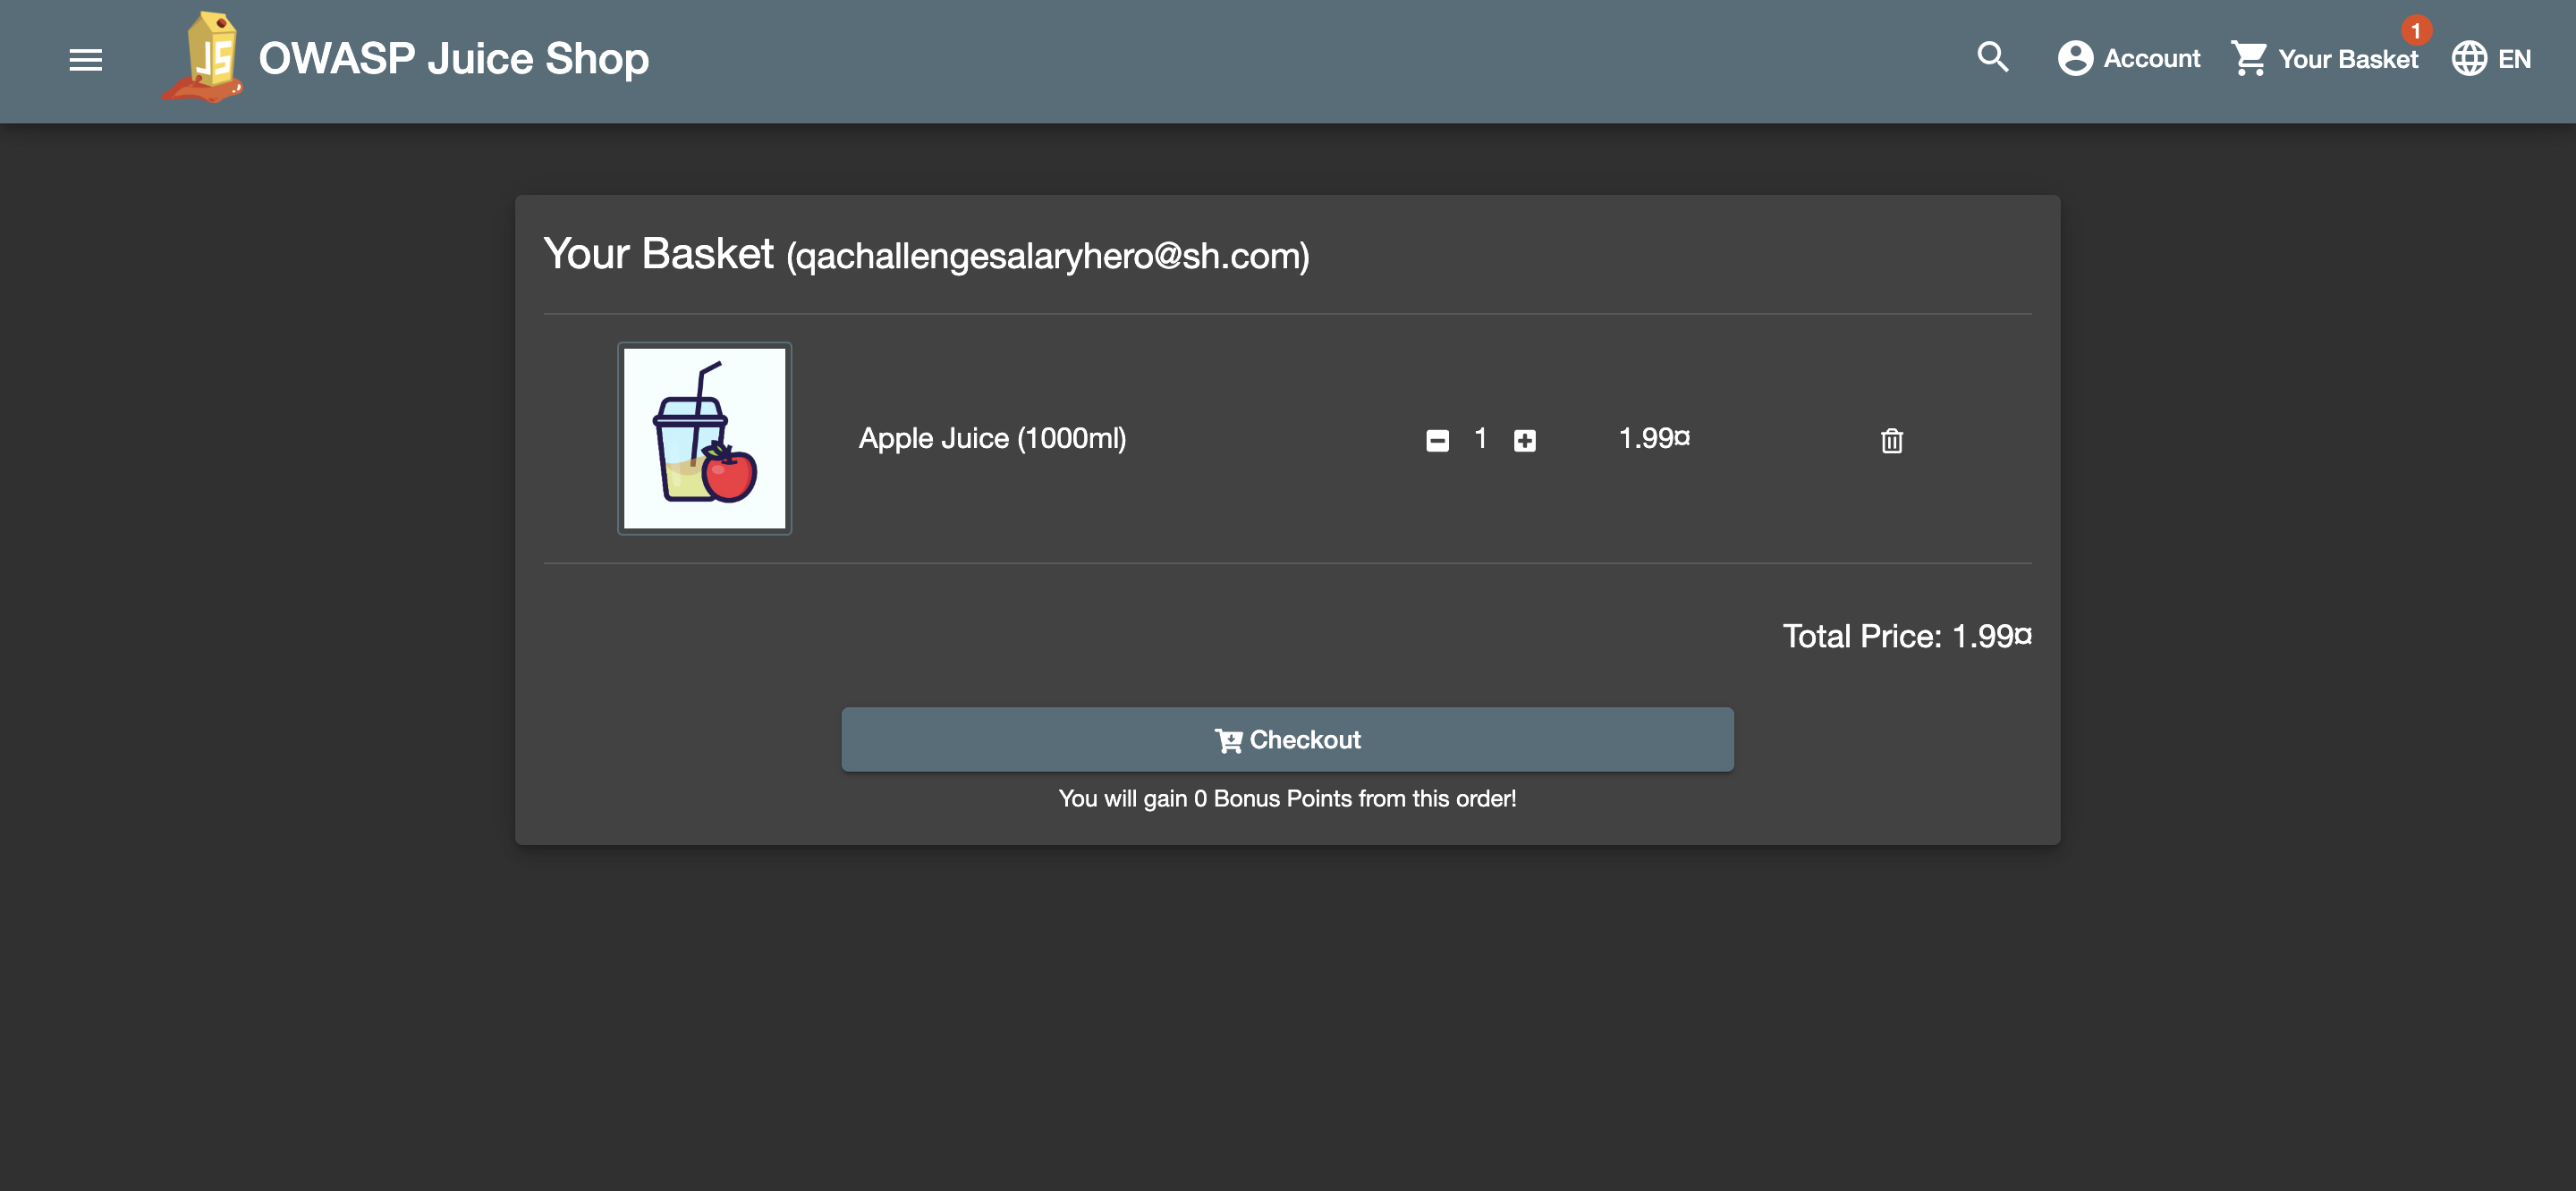 JS
OWASP Juice Shop
Account
Your Basket
1
EN
Your Basket (qachallengesalaryhero@sh.com)
Apple Juice (1000ml)
1
1.99¤
Total Price: 1.99¤
Checkout
You will gain 0 Bonus Points from this order!